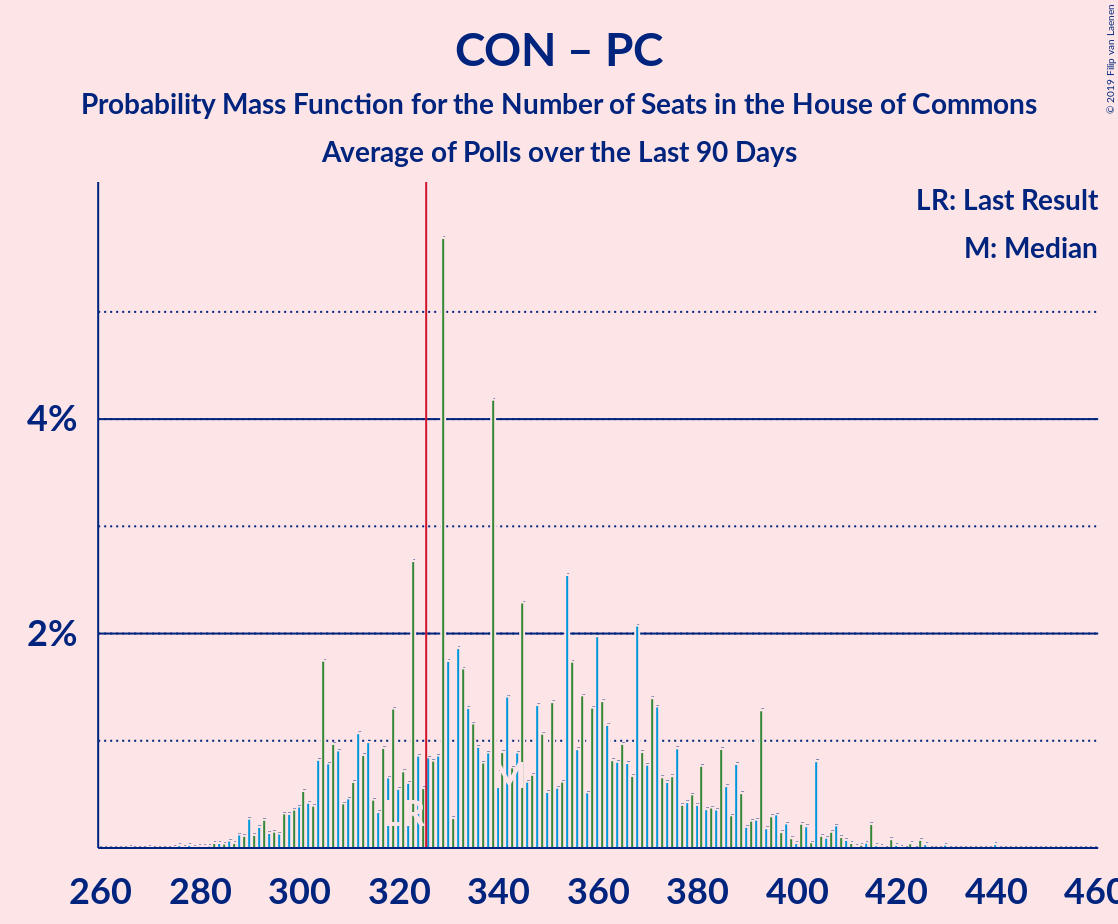 CON – PC
Probability Mass Function for the Number of Seats in the House of Commons
Average of Polls over the Last 90 Days
© 2019 Filip van Laenen
LR: Last Result
M: Median
4%
2%
LR
M
260 280 300 320 340 360 380 400 420 440 460